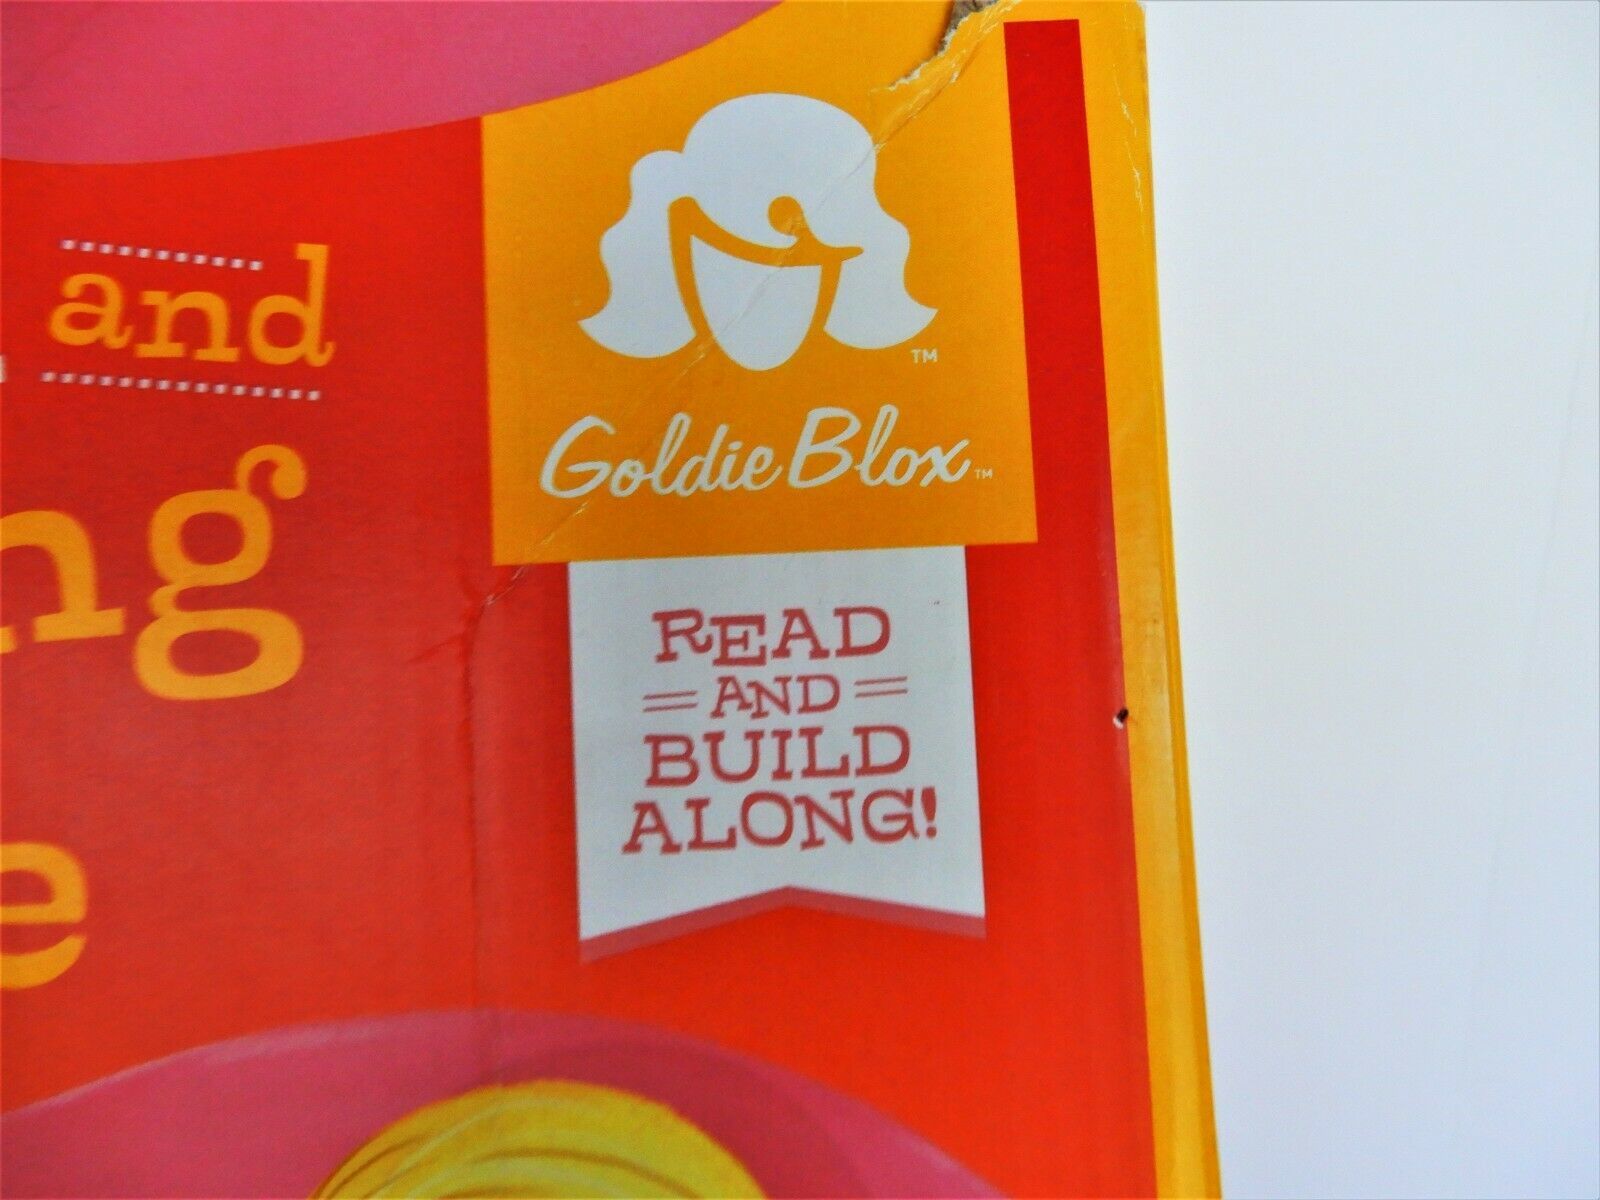 and
ng
e
TM
GoldieBlox™
READ
AND
BUILD
ALONG!